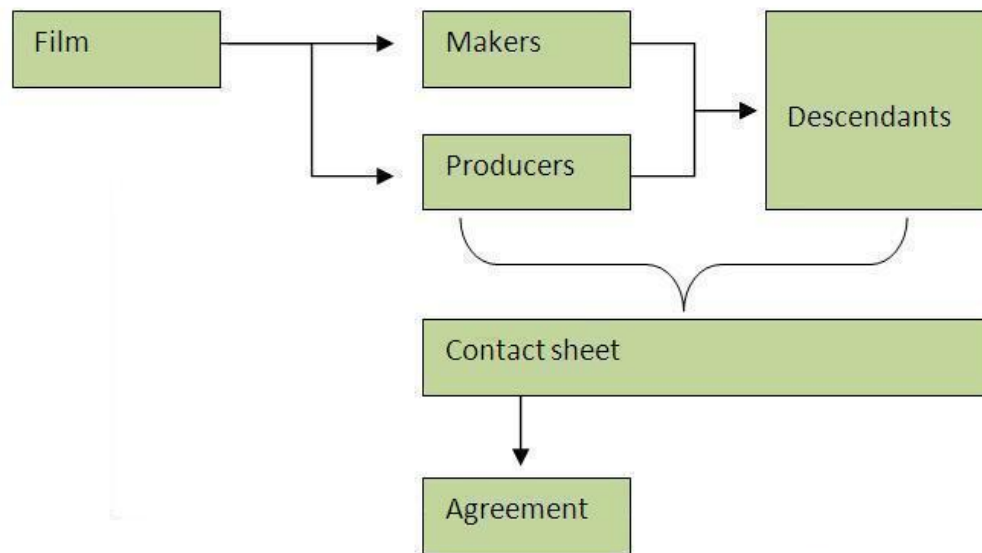 Film
Makers
Producers
Descendants
Contact sheet
Agreement